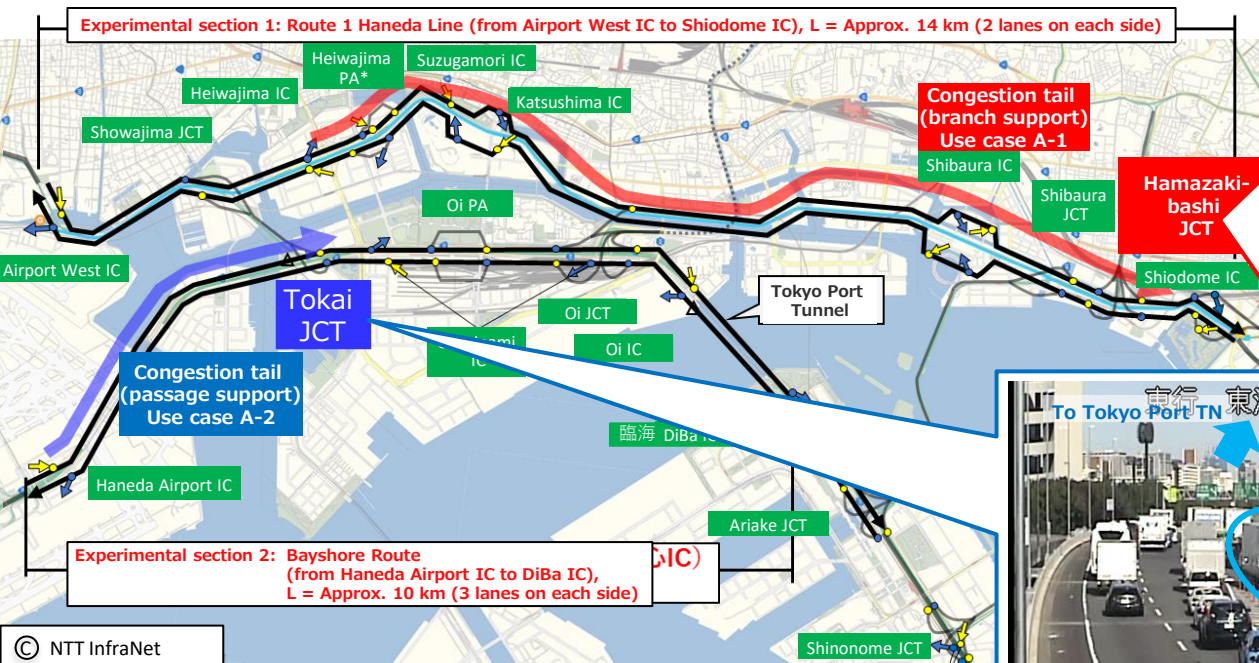 Experimental section 1: Route 1 Haneda Line (from Airport West IC to Shiodome IC), L = Approx. 14 km (2 lanes on each side)
Heiwajima
PA*
Suzugamori IC
Heiwajima IC
Katsushima IC
Showajima JCT
Congestion tail
(branch support)
Use case A-1
Shibaura IC
Shibaura
JCT
Hamazaki-
bashi
JCT
Oi PA
Airport West IC
Shiodome IC
Tokai
JCT
Tokyo Port
Tunnel
Oi JCT
IC
Oi IC
Congestion tail
(passage support)
Use case A-2
臨海 DiBa
To Tokyo Port TN
東行
Haneda Airport IC
Ariake JCT
Experimental section 2: Bayshore Route
(from Haneda Airport IC to DiBa IC),
L = Approx. 10 km (3 lanes on each side)
IC)
Shinonome JCT
© NTT InfraNet